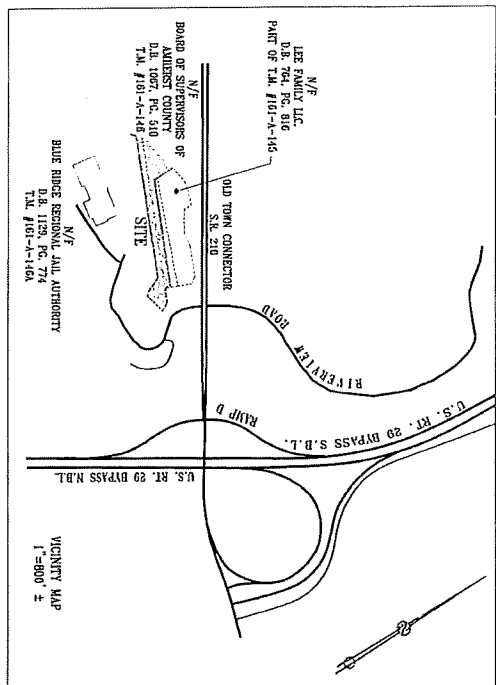 N/F
LEE FAMILY LLC.
D.B. 764, PG. 816
PART OF T.M. #161-A-145
N/F
BOARD OF SUPERVISORS OF
AMHERST COUNTY
D.B. 1067, PG. 510
T.M. #161-A-146
SITE
N/F
BLUE RIDGE REGIONAL JAIL AUTHORITY
D.B. 1129, PG. 774
T.M. #161-A-146A
OLD TOWN CONNECTOR
S.R. 210
RIVERVIEW ROAD
RAMP D
U.S. RT. 29 BYPASS S.B.L.
U.S. RT. 29 BYPASS N.B.L.
VICINITY MAP
1"=800' ±